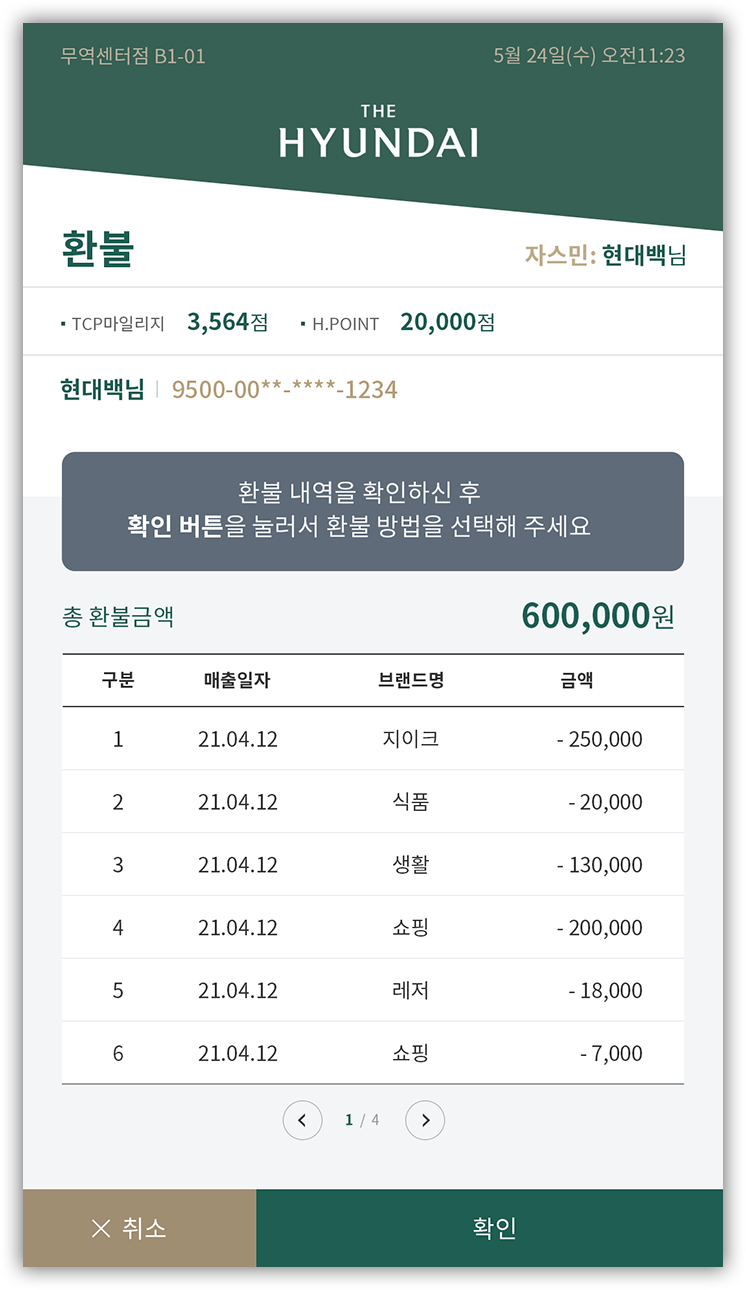 무역센터점 B1-01 5월 24일(수) 오전11:23
THE
HYUNDAI
환불 자스민: 현대백님
TCP마일리지 3,564점 H.POINT 20,000점
현대백님 | 9500-00**-****-1234
환불 내역을 확인하신 후
확인 버튼을 눌러서 환불 방법을 선택해 주세요
총 환불금액 600,000원
구분 매출일자 브랜드명 금액
1 21.04.12 지이크 - 250,000
2 21.04.12 식품 - 20,000
3 21.04.12 생활 - 130,000
4 21.04.12 쇼핑 - 200,000
5 21.04.12 레저 - 18,000
6 21.04.12 쇼핑 - 7,000
1 / 4
취소 확인